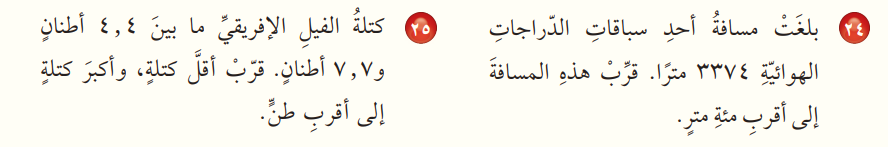 ٢٤ بلغَتْ مسافةُ أحدِ سباقاتِ الدّراجاتِ
الهوائيّةِ ٣٣٧٤ مترًا. قرِّبْ هذهِ المسافةَ
إلى أقربِ مئةِ مترٍ.
٢٥ كتلةُ الفيلِ الإفريقيِّ ما بينَ ٤,٤ أطنانٍ
و٧,٧ أطنانٍ. قرّبْ أقلَّ كتلةٍ، وأكبرَ كتلةٍ
إلى أقربِ طنٍّ.